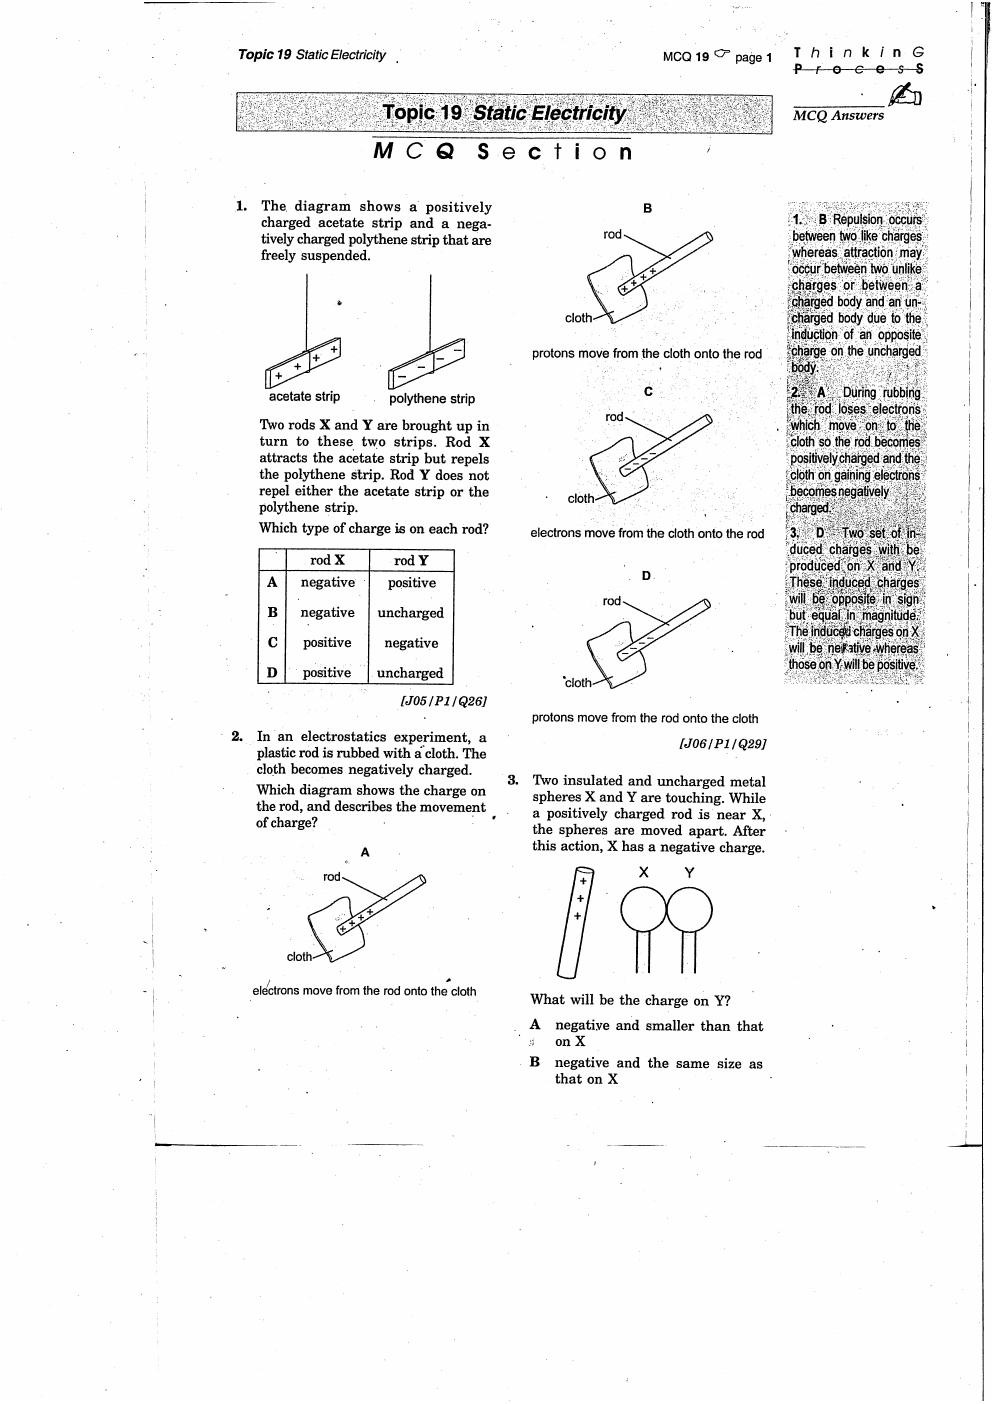 Topic 19 Static Electricity
MCQ 19 ☞ page 1
T h i n k i n G
P r o c e s S
MCQ Answers
Topic 19 Static Electricity
M C Q S e c t i o n
1. The diagram shows a positively
charged acetate strip and a nega-
tively charged polythene strip that are
freely suspended.
+ + + +
- - - -
acetate strip
polythene strip
Two rods X and Y are brought up in
turn to these two strips. Rod X
attracts the acetate strip but repels
the polythene strip. Rod Y does not
repel either the acetate strip or the
polythene strip.
Which type of charge is on each rod?
rod X rod Y
A negative positive
B negative uncharged
C positive negative
D positive uncharged
[J05/P1/Q26]
2. In an electrostatics experiment, a
plastic rod is rubbed with a cloth. The
cloth becomes negatively charged.
Which diagram shows the charge on
the rod, and describes the movement
of charge?
A
rod
+ + + +
cloth
electrons move from the rod onto the cloth
B
rod
+ + + +
cloth
protons move from the cloth onto the rod
C
rod
- - - -
cloth
electrons move from the cloth onto the rod
D
rod
- - - -
cloth
protons move from the rod onto the cloth
[J06/P1/Q29]
3. Two insulated and uncharged metal
spheres X and Y are touching. While
a positively charged rod is near X,
the spheres are moved apart. After
this action, X has a negative charge.
X Y
+
+
+
What will be the charge on Y?
A negative and smaller than that
on X
B negative and the same size as
that on X
1. B Repulsion occurs
between two like charges
whereas attraction may
occur between two unlike
charges or between a
charged body and an un-
charged body due to the
induction of an opposite
charge on the uncharged
body.
2. A During rubbing
the rod loses electrons
which move on to the
cloth so the rod becomes
positively charged and the
cloth on gaining electrons
becomes negatively
charged.
3. D Two set of in-
duced charges with be
produced on X and Y.
These induced charges
will be opposite in sign
but equal in magnitude.
The induced charges on X
will be negative whereas
those on Y will be positive.